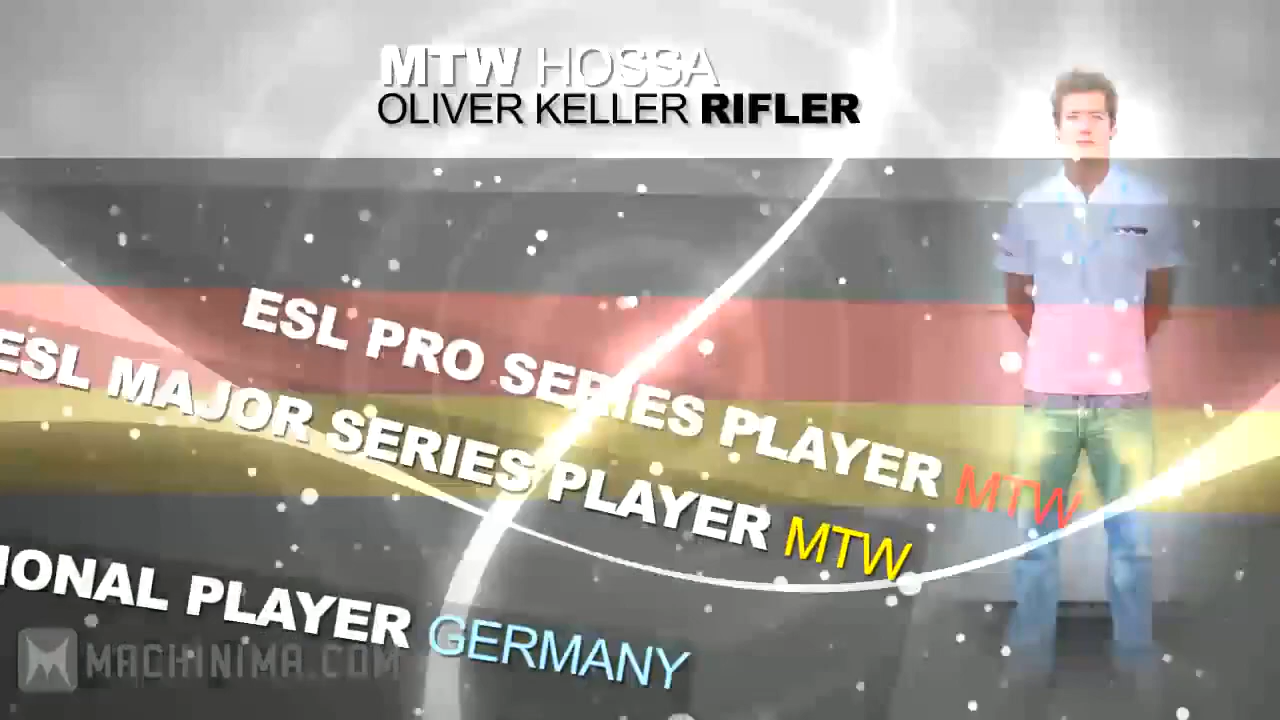 MTW HOSSA
OLIVER KELLER RIFLER
ESL PRO SERIES PLAYER MTW
ESL MAJOR SERIES PLAYER MTW
IONAL PLAYER GERMANY
MACHINIMA.COM